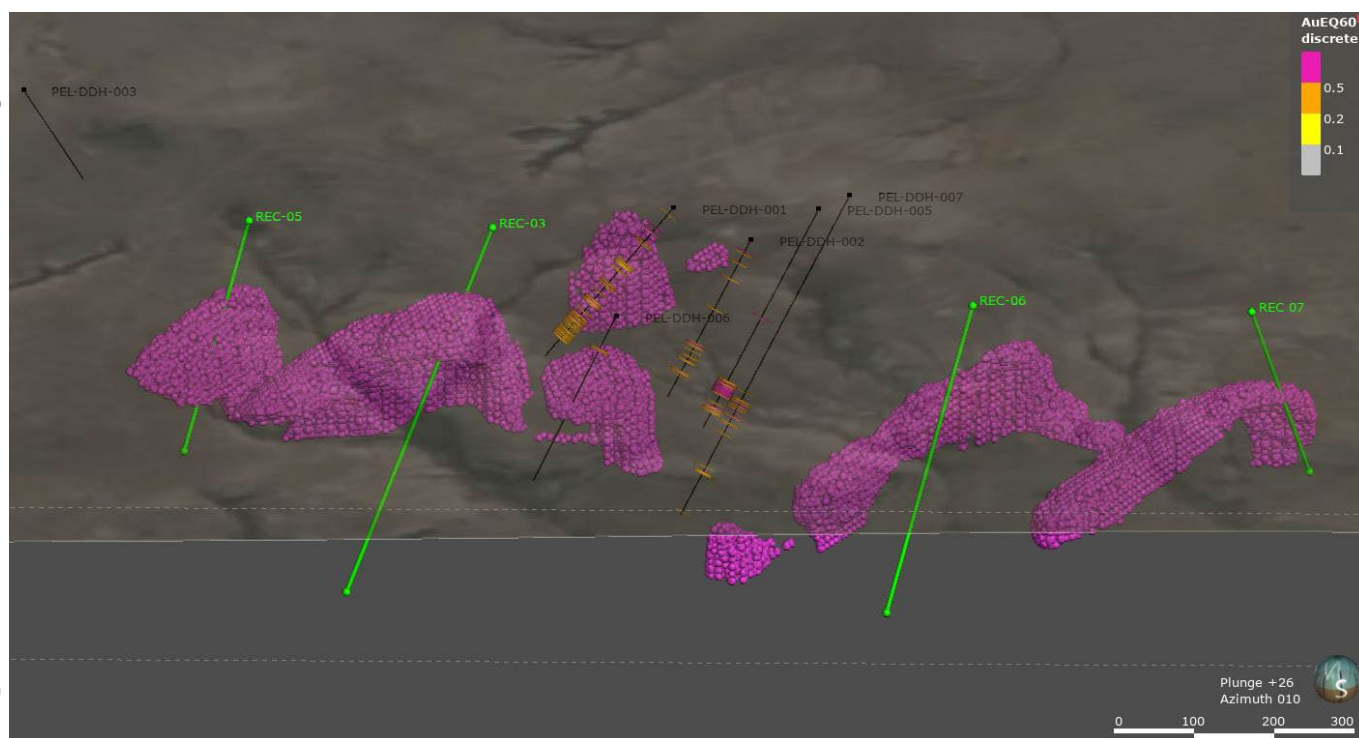 AuEQ60
discrete
0.5
0.2
0.1
PEL-DDH-003
PEL-DDH-007
PEL-DDH-001
PEL-DDH-005
REC-05
REC-03
PEL-DDH-002
REC-06
REC 07
PEL-DDH-006
Plunge +26
Azimuth 010
S
0 100 200 300